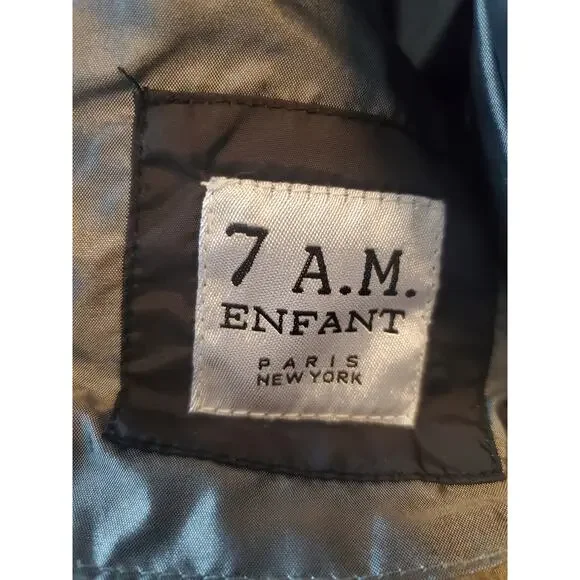 7 A.M.
ENFANT
PARIS
NEW YORK